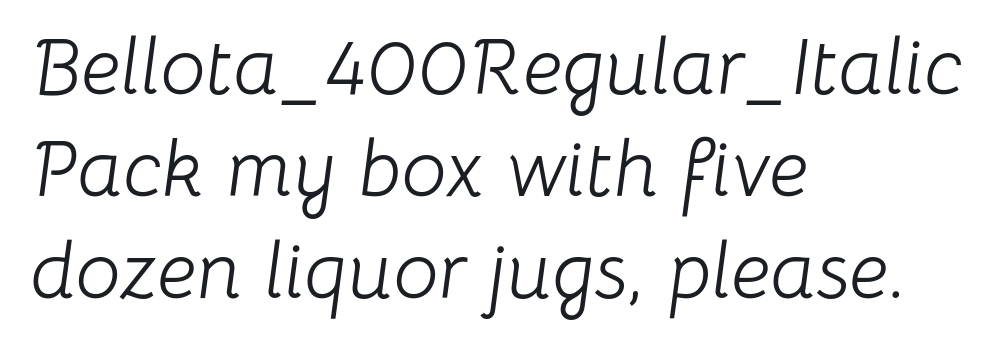 Bellota_400Regular_Italic
Pack my box with five
dozen liquor jugs, please.